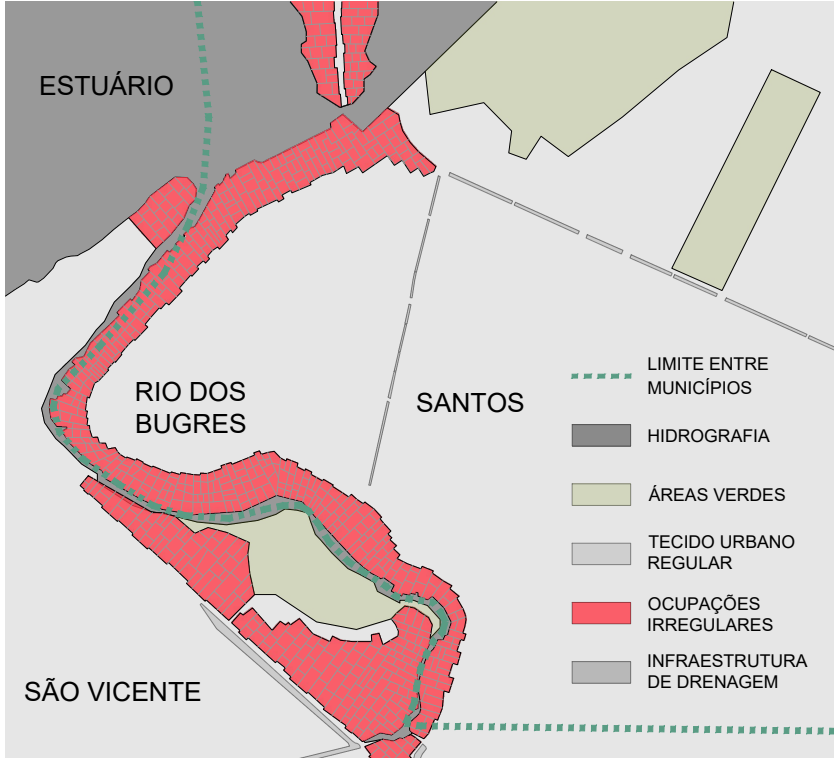 ESTUÁRIO
RIO DOS
BUGRES
SANTOS
SÃO VICENTE
LIMITE ENTRE
MUNICÍPIOS
HIDROGRAFIA
ÁREAS VERDES
TECIDO URBANO
REGULAR
OCUPAÇÕES
IRREGULARES
INFRAESTRUTURA
DE DRENAGEM